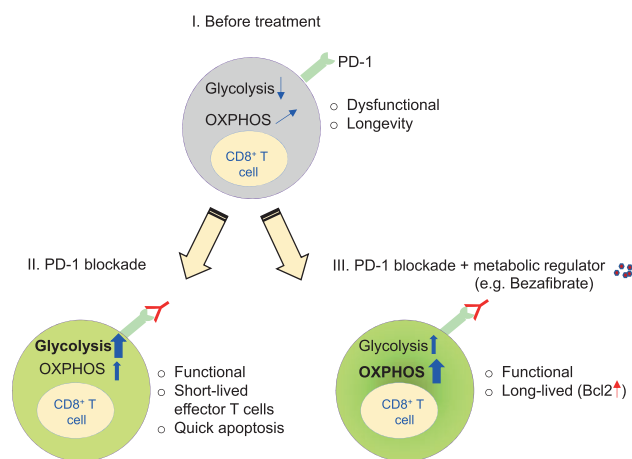 I. Before treatment
PD-1
Glycolysis
OXPHOS
CD8⁺ T
cell
○ Dysfunctional
○ Longevity
II. PD-1 blockade
III. PD-1 blockade + metabolic regulator
(e.g. Bezafibrate)
Glycolysis
OXPHOS
CD8⁺ T
cell
○ Functional
○ Short-lived
effector T cells
○ Quick apoptosis
Glycolysis
OXPHOS
CD8⁺ T
cell
○ Functional
○ Long-lived (Bcl2↑)